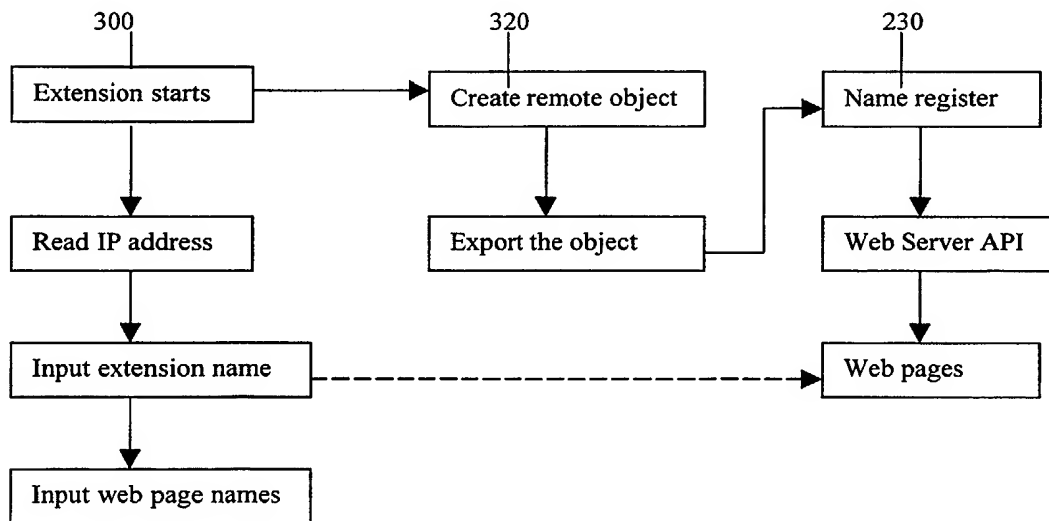 300
320
230
Extension starts
Create remote object
Name register
Read IP address
Export the object
Web Server API
Input extension name
Web pages
Input web page names